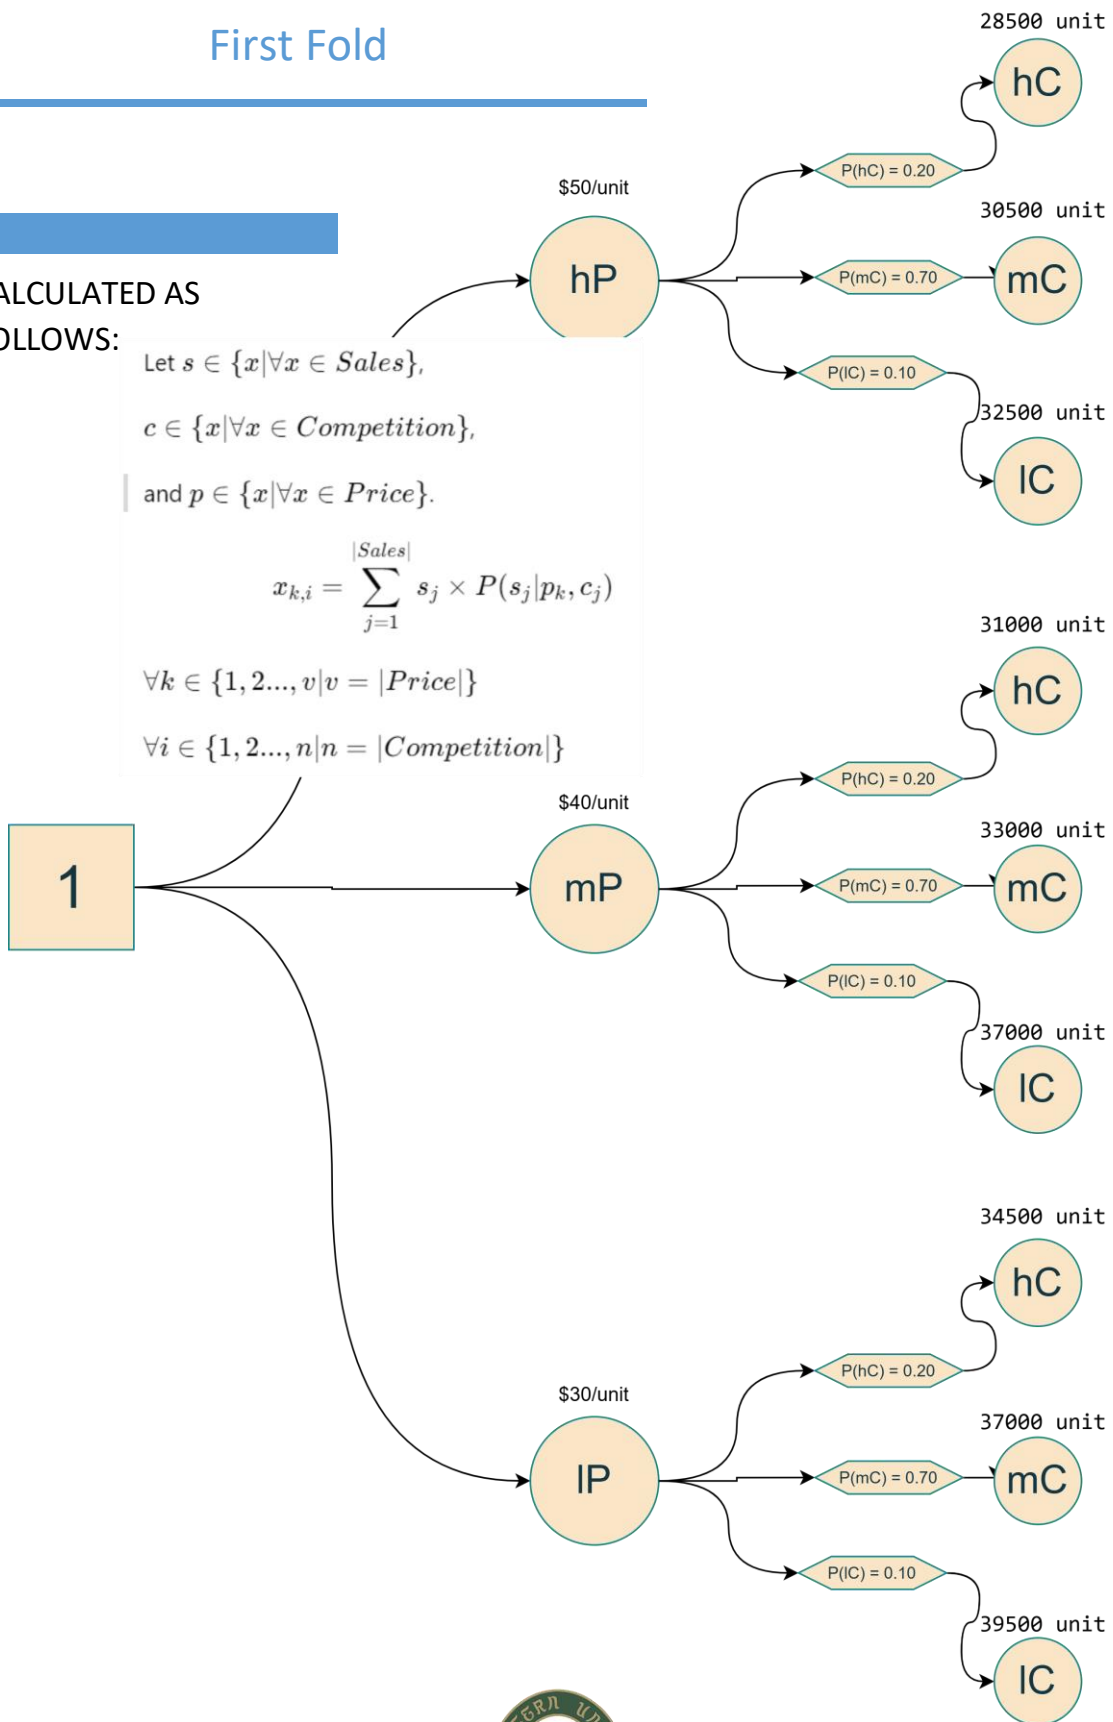 First Fold
ALCULATED AS
OLLOWS:
Let s ∈ {x|∀x ∈ Sales},
c ∈ {x|∀x ∈ Competition},
and p ∈ {x|∀x ∈ Price}.
x_{k,i} = \sum_{j=1}^{|Sales|} s_j × P(s_j|p_k, c_j)
∀k ∈ {1, 2..., v|v = |Price|}
∀i ∈ {1, 2..., n|n = |Competition|}
1
$50/unit
hP
28500 unit
hC
P(hC) = 0.20
30500 unit
P(mC) = 0.70
mC
P(lC) = 0.10
32500 unit
lC
$40/unit
mP
31000 unit
hC
P(hC) = 0.20
33000 unit
P(mC) = 0.70
mC
P(lC) = 0.10
37000 unit
lC
$30/unit
lP
34500 unit
hC
P(hC) = 0.20
37000 unit
P(mC) = 0.70
mC
P(lC) = 0.10
39500 unit
lC